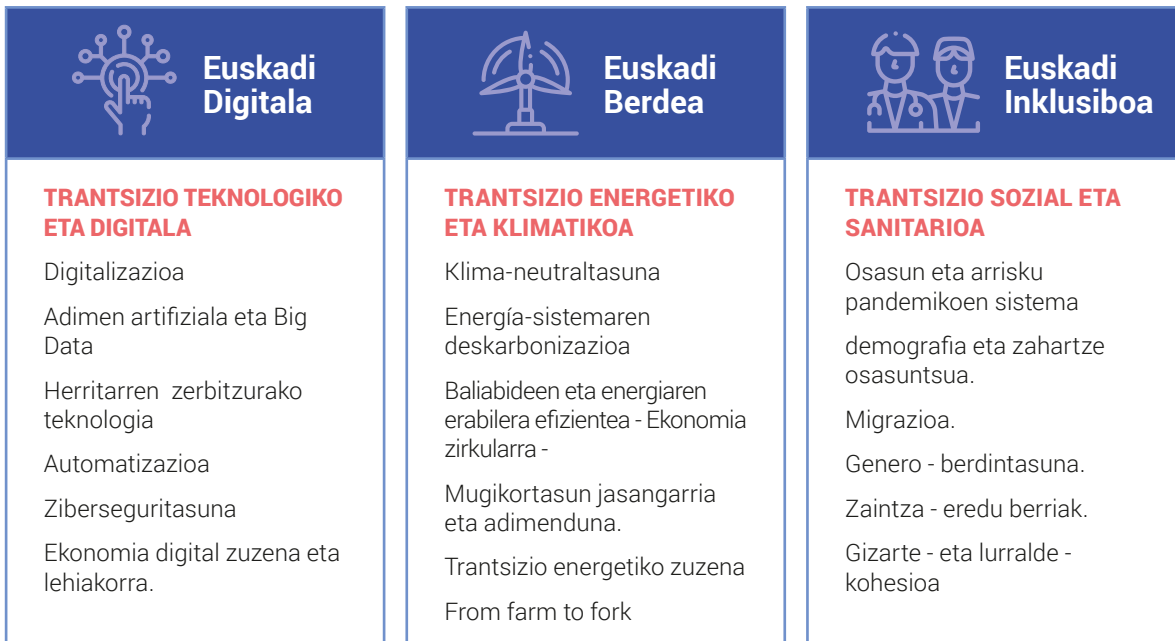 Euskadi
Digitala
TRANTSIZIO TEKNOLOGIKO
ETA DIGITALA
Digitalizazioa
Adimen artifiziala eta Big
Data
Herritarren zerbitzurako
teknologia
Automatizazioa
Ziberseguritasuna
Ekonomia digital zuzena eta
lehiakorra.
Euskadi
Berdea
TRANTSIZIO ENERGETIKO
ETA KLIMATIKOA
Klima-neutraltasuna
Energía-sistemaren
deskarbonizazioa
Baliabideen eta energiaren
erabilera efizientea - Ekonomia
zirkularra -
Mugikortasun jasangarria
eta adimenduna.
Trantsizio energetiko zuzena
From farm to fork
Euskadi
Inklusiboa
TRANTSIZIO SOZIAL ETA
SANITARIOA
Osasun eta arrisku
pandemikoen sistema
demografia eta zahartze
osasuntsua.
Migrazioa.
Genero - berdintasuna.
Zaintza - eredu berriak.
Gizarte - eta lurralde -
kohesioa